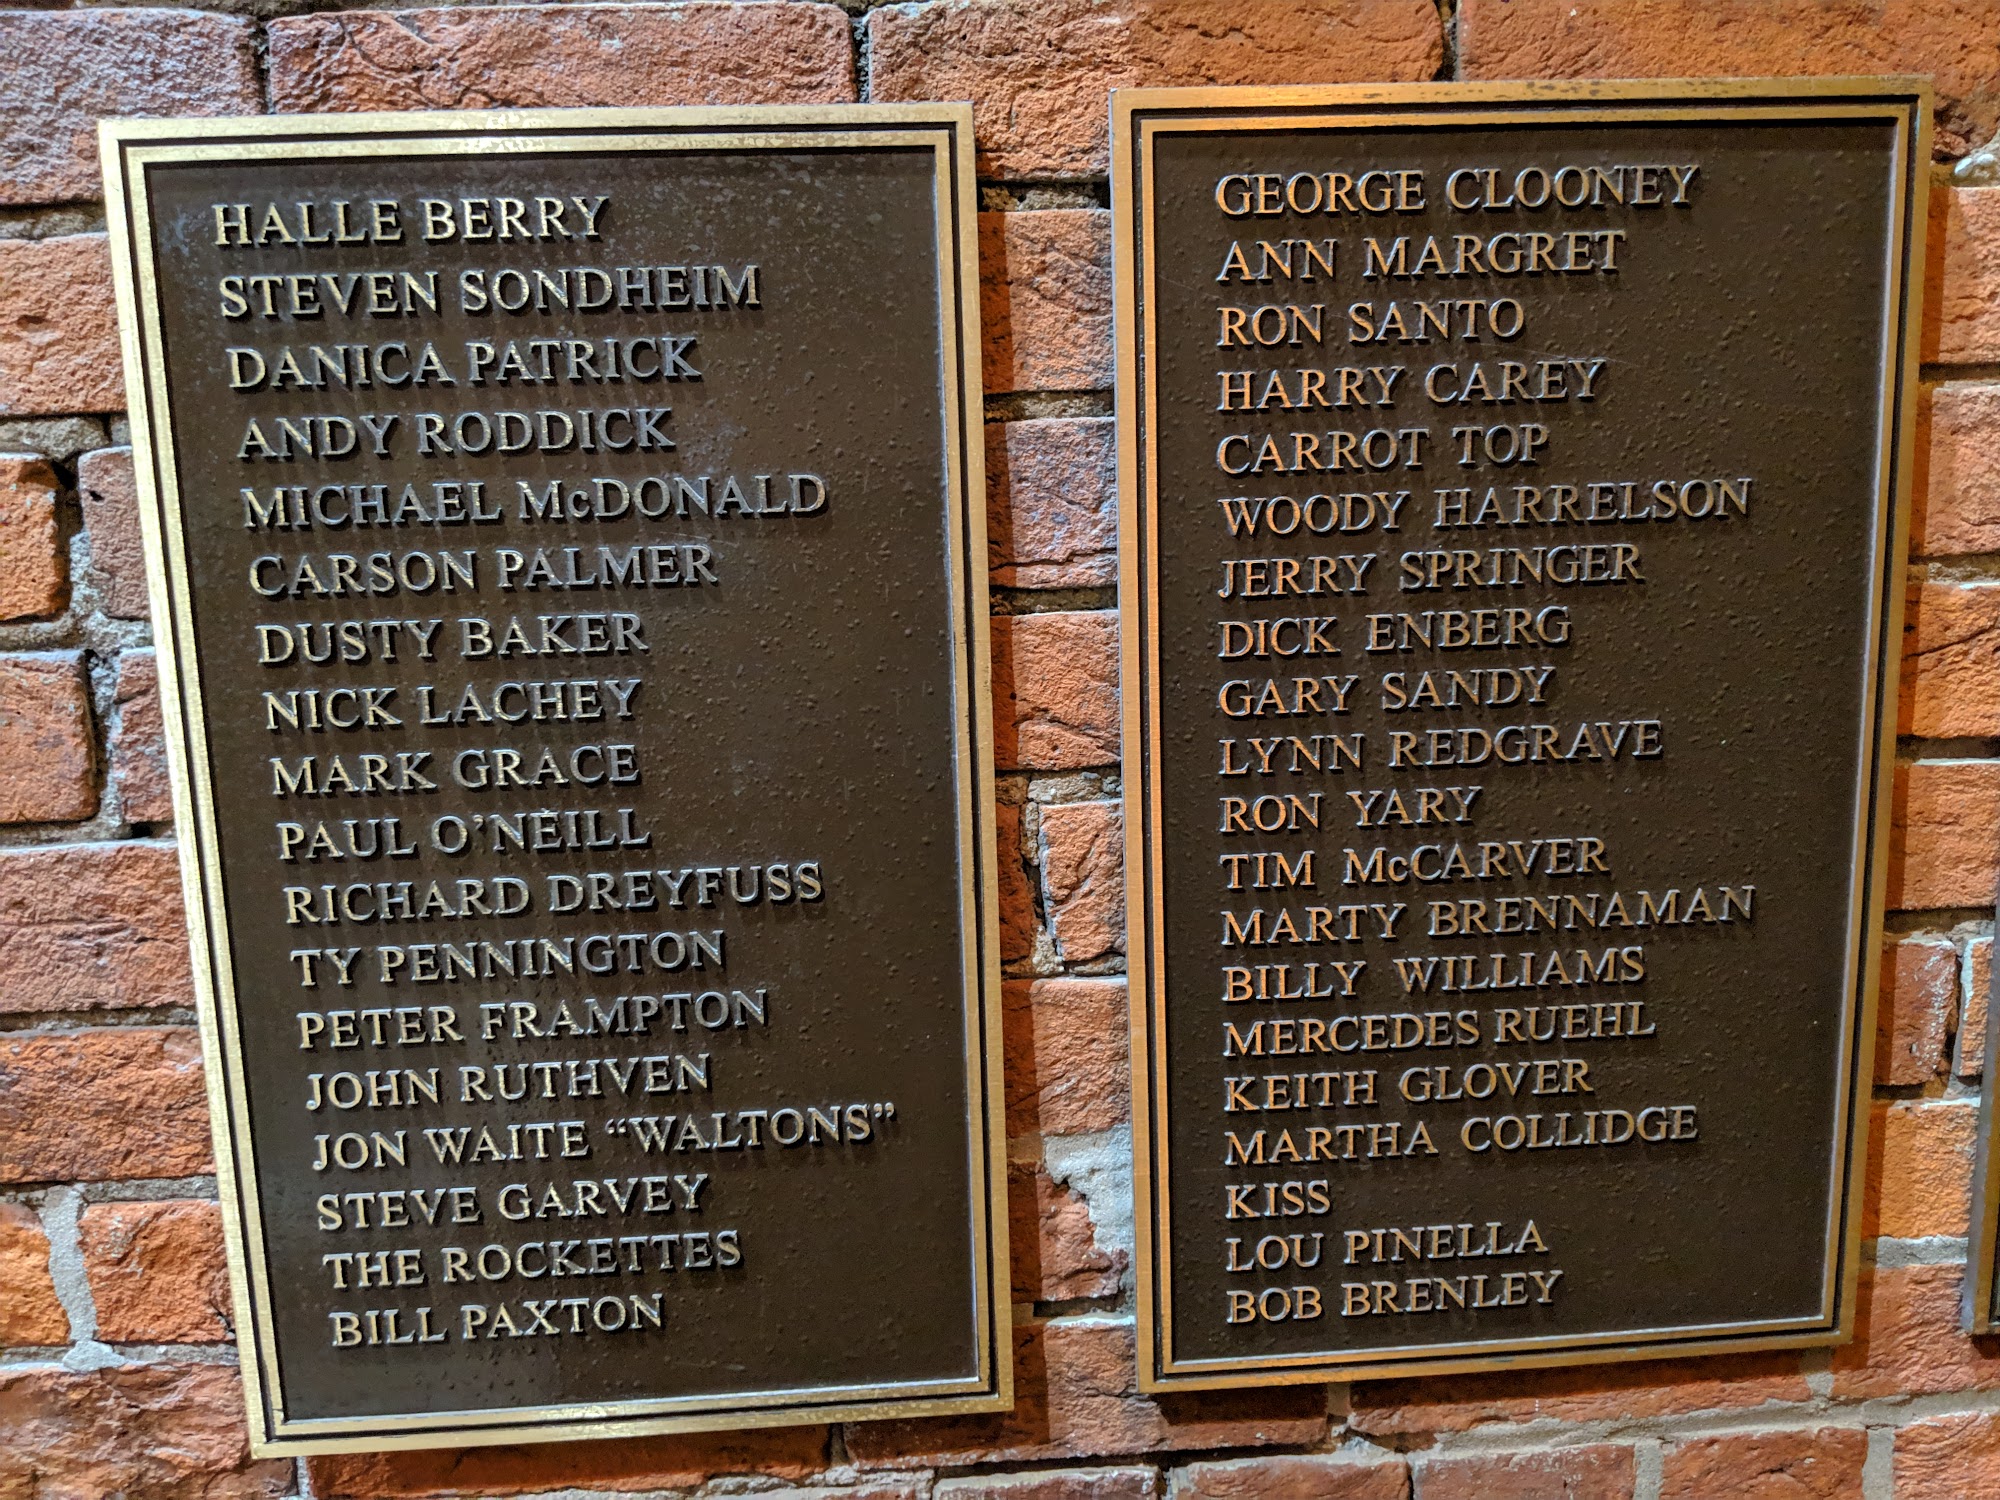 HALLE BERRY
STEVEN SONDHEIM
DANICA PATRICK
ANDY RODDICK
MICHAEL McDONALD
CARSON PALMER
DUSTY BAKER
NICK LACHEY
MARK GRACE
PAUL O'NEILL
RICHARD DREYFUSS
TY PENNINGTON
PETER FRAMPTON
JOHN RUTHVEN
JON WAITE “WALTONS”
STEVE GARVEY
THE ROCKETTES
BILL PAXTON
GEORGE CLOONEY
ANN MARGRET
RON SANTO
HARRY CAREY
CARROT TOP
WOODY HARRELSON
JERRY SPRINGER
DICK ENBERG
GARY SANDY
LYNN REDGRAVE
RON YARY
TIM McCARVER
MARTY BRENNAMAN
BILLY WILLIAMS
MERCEDES RUEHL
KEITH GLOVER
MARTHA COLLIDGE
KISS
LOU PINELLA
BOB BRENLEY